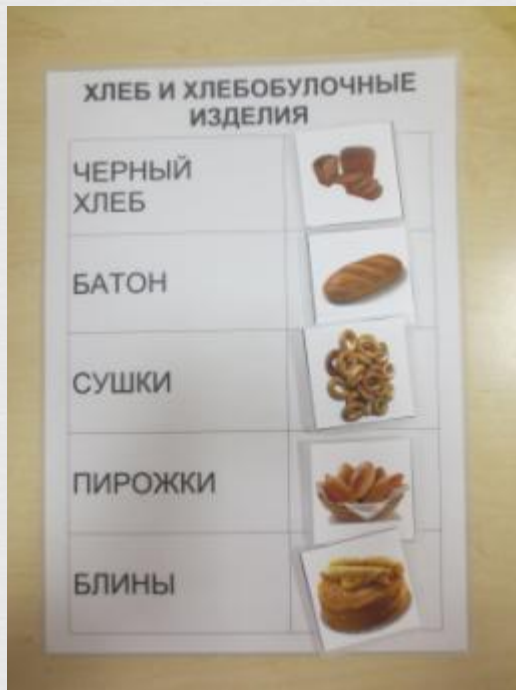 ХЛЕБ И ХЛЕБОБУЛОЧНЫЕ
ИЗДЕЛИЯ
ЧЕРНЫЙ
ХЛЕБ
БАТОН
СУШКИ
ПИРОЖКИ
БЛИНЫ